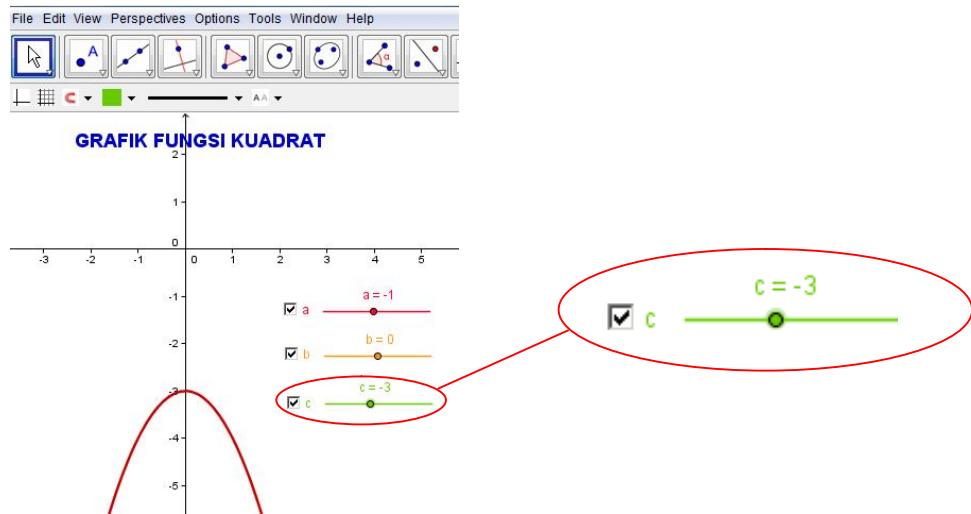 File Edit View Perspectives Options Tools Window Help
A
α
A A
GRAFIK FUNGSI KUADRAT
2
1
0
-3 -2 -1 0 1 2 3 4 5
-1
a a = -1
-2
b b = 0
-3
c c = -3
-4
-5
c = -3
c